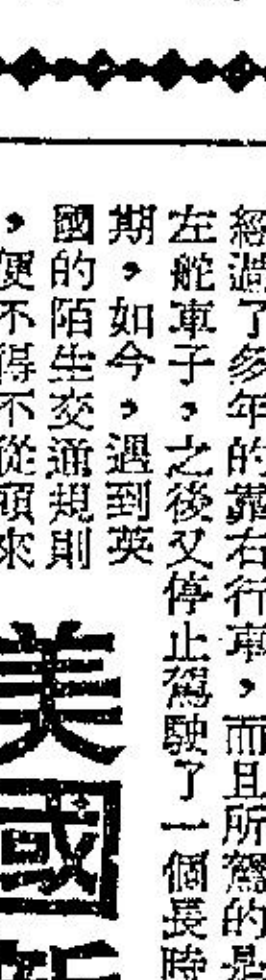 經過了多年的靠右行車，而且所駕的是
左舵車子，之後又停止駕駛了一個長時
期，如今，遇到英
國的陌生交通規則
，便不得不從頭來
美國